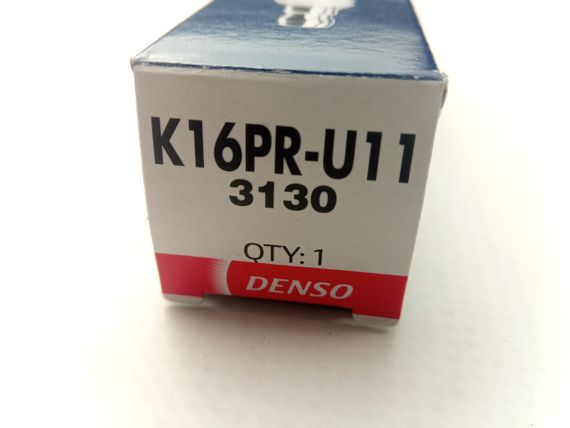 K16PR-U11
3130
QTY: 1
DENSO